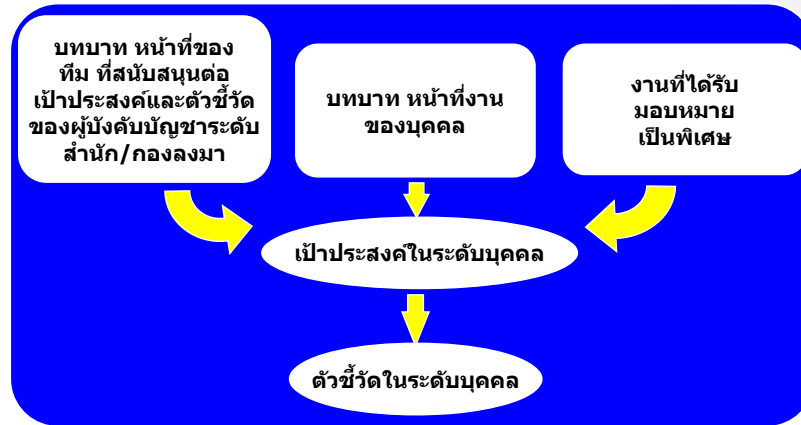 บทบาท หน้าที่ของ
ทีม ที่สนับสนุนต่อ
เป้าประสงค์และตัวชี้วัด
ของผู้บังคับบัญชาระดับ
สำนัก/กองลงมา
บทบาท หน้าที่งาน
ของบุคคล
งานที่ได้รับ
มอบหมาย
เป็นพิเศษ
เป้าประสงค์ในระดับบุคคล
ตัวชี้วัดในระดับบุคคล